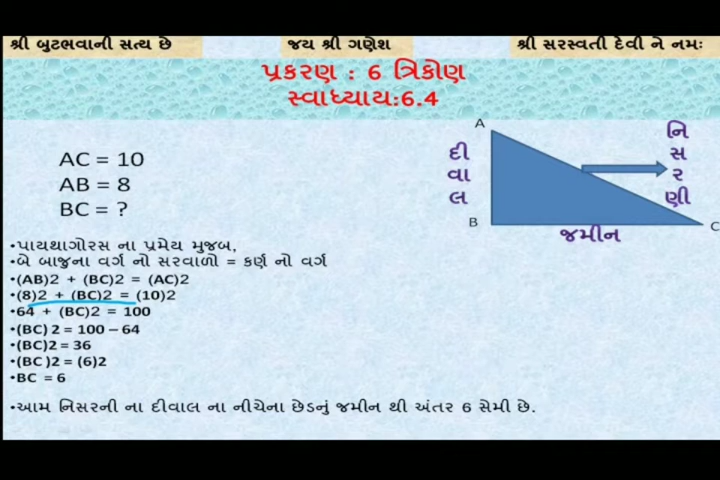 શ્રી બુટભવાની સત્ય છે
જય શ્રી ગણેશ
શ્રી સરસ્વતી દેવી ને નમઃ
પ્રકરણ : 6 ત્રિકોણ
સ્વાધ્યાય:6.4
AC = 10
AB = 8
BC = ?
A
B
C
દીવાલ
નિસરણી
જમીન
•પાયથાગોરસ ના પ્રમેય મુજબ,
•બે બાજુના વર્ગ નો સરવાળો = કર્ણ નો વર્ગ
•(AB)2 + (BC)2 = (AC)2
•(8)2 + (BC)2 = (10)2
•64 + (BC)2 = 100
•(BC) 2 = 100 – 64
•(BC)2 = 36
•(BC )2 = (6)2
•BC = 6
•આમ નિસરની ના દીવાલ ના નીચેના છેડનું જમીન થી અંતર 6 સેમી છે.